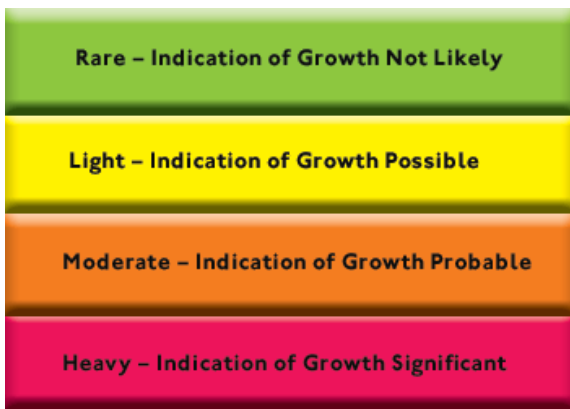 Rare – Indication of Growth Not Likely
Light – Indication of Growth Possible
Moderate – Indication of Growth Probable
Heavy – Indication of Growth Significant